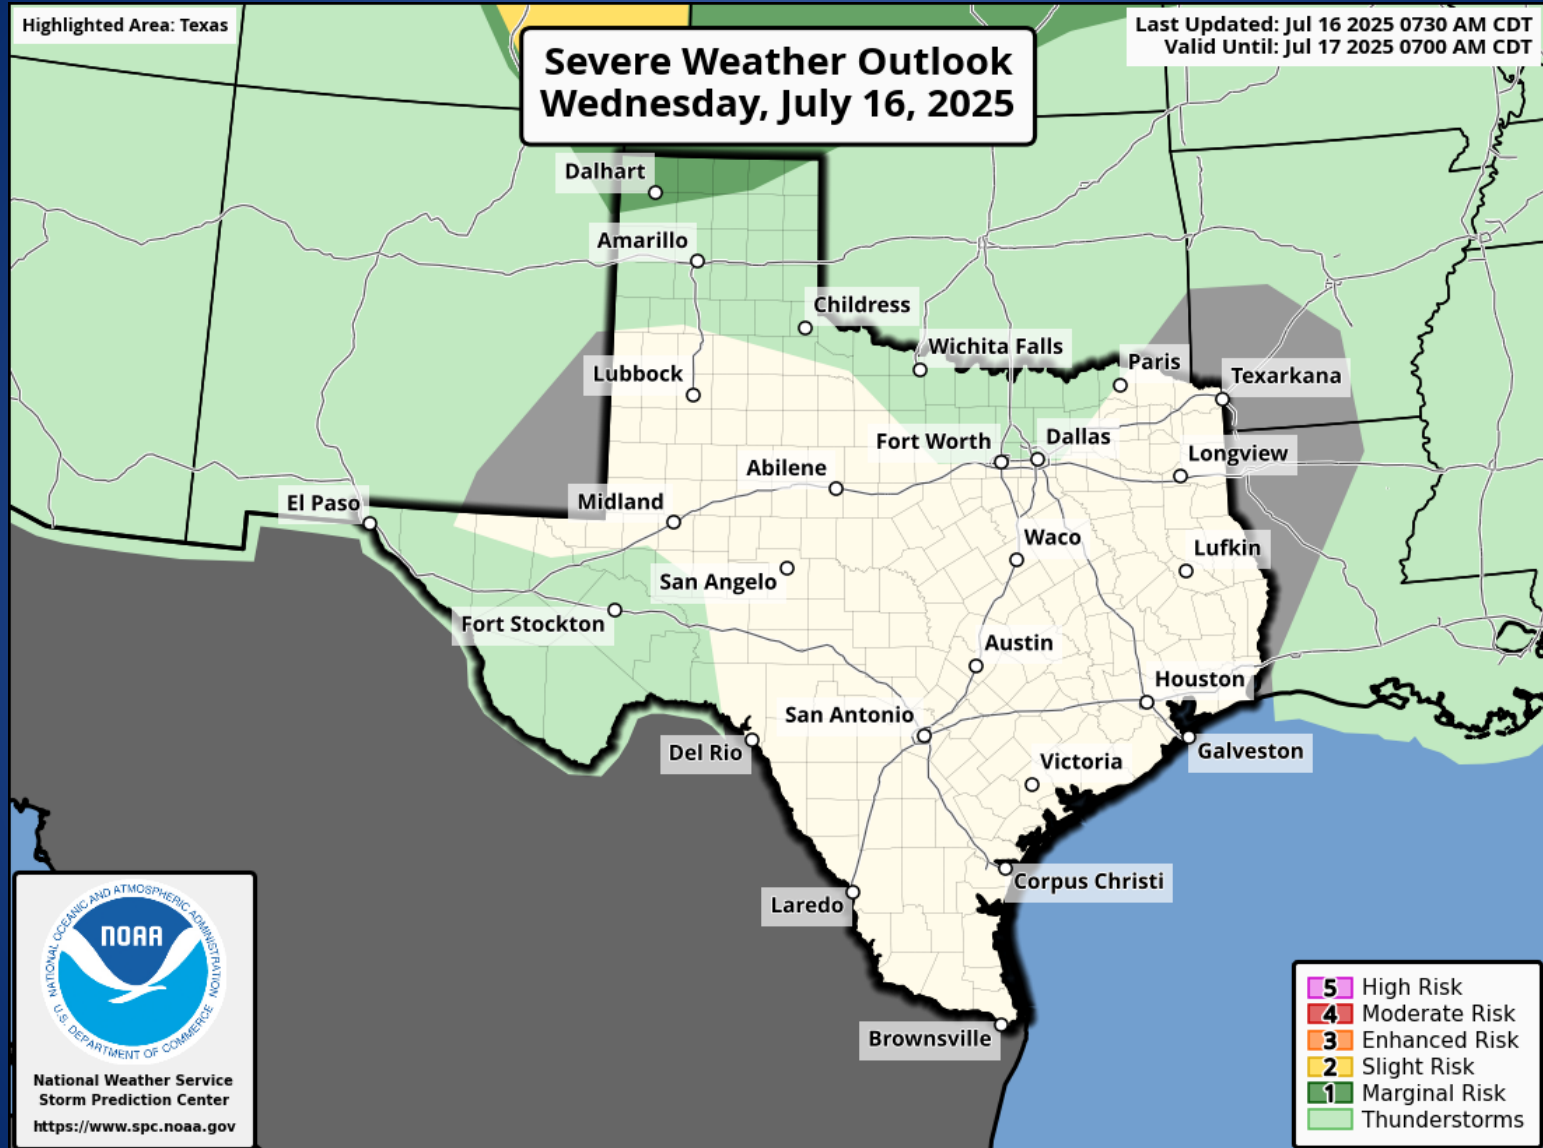 Highlighted Area: Texas
Severe Weather Outlook
Wednesday, July 16, 2025
Last Updated: Jul 16 2025 0730 AM CDT
Valid Until: Jul 17 2025 0700 AM CDT
Dalhart
Amarillo
Childress
Wichita Falls
Lubbock
Paris
Texarkana
Fort Worth
Dallas
Longview
Abilene
Midland
El Paso
Waco
Lufkin
San Angelo
Fort Stockton
Austin
Houston
San Antonio
Del Rio
Galveston
Victoria
Corpus Christi
Laredo
Brownsville
NATIONAL OCEANIC AND ATMOSPHERIC ADMINISTRATION
NOAA
U.S. DEPARTMENT OF COMMERCE
National Weather Service
Storm Prediction Center
https://www.spc.noaa.gov
5 High Risk
4 Moderate Risk
3 Enhanced Risk
2 Slight Risk
1 Marginal Risk
Thunderstorms